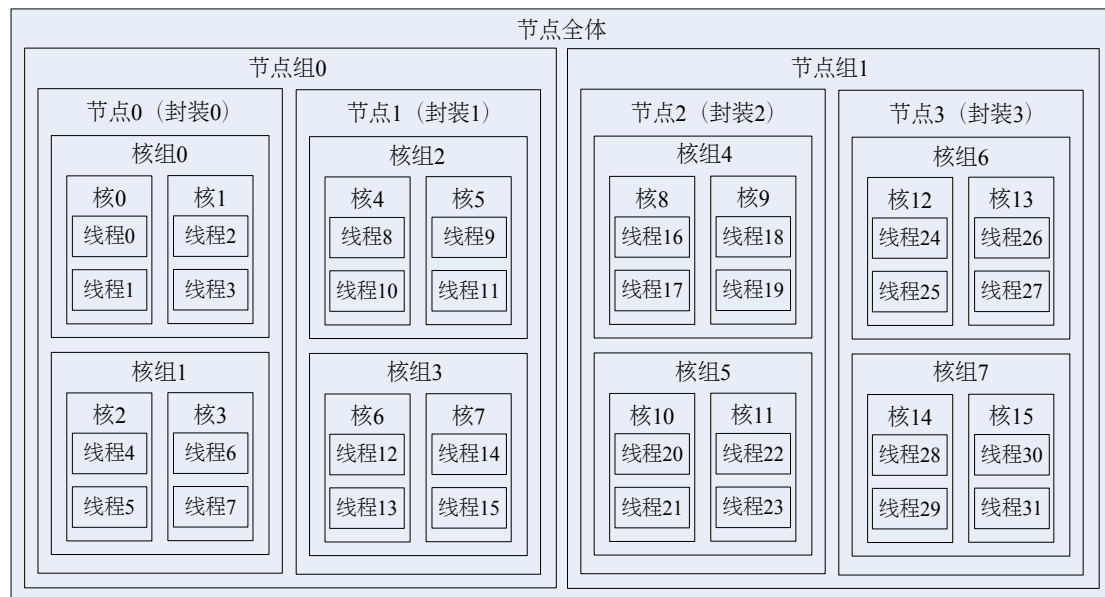 节点全体
节点组0
节点组1
节点0（封装0）
节点1（封装1）
节点2（封装2）
节点3（封装3）
核组0
核组2
核组4
核组6
核0
核1
核4
核5
核8
核9
核12
核13
线程0
线程2
线程8
线程9
线程16
线程18
线程24
线程26
线程1
线程3
线程10
线程11
线程17
线程19
线程25
线程27
核组1
核组3
核组5
核组7
核2
核3
核6
核7
核10
核11
核14
核15
线程4
线程6
线程12
线程14
线程20
线程22
线程28
线程30
线程5
线程7
线程13
线程15
线程21
线程23
线程29
线程31